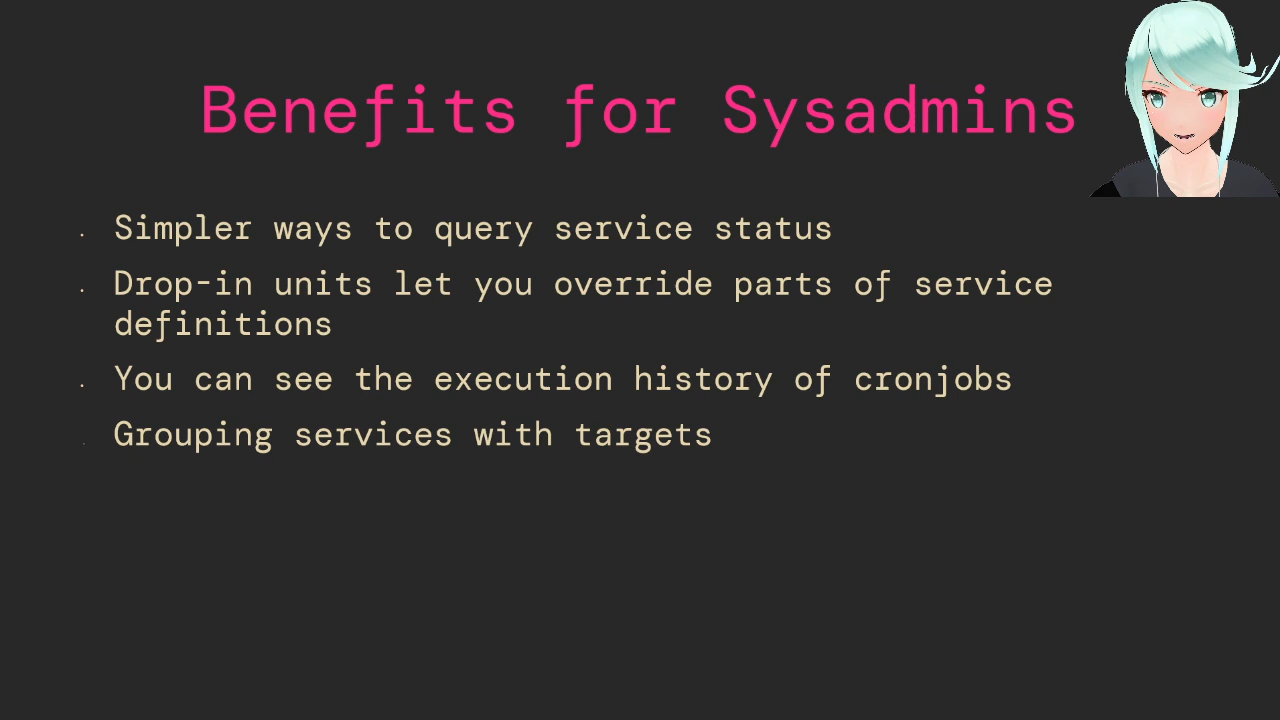 Benefits for Sysadmins
Simpler ways to query service status
Drop-in units let you override parts of service
definitions
You can see the execution history of cronjobs
Grouping services with targets